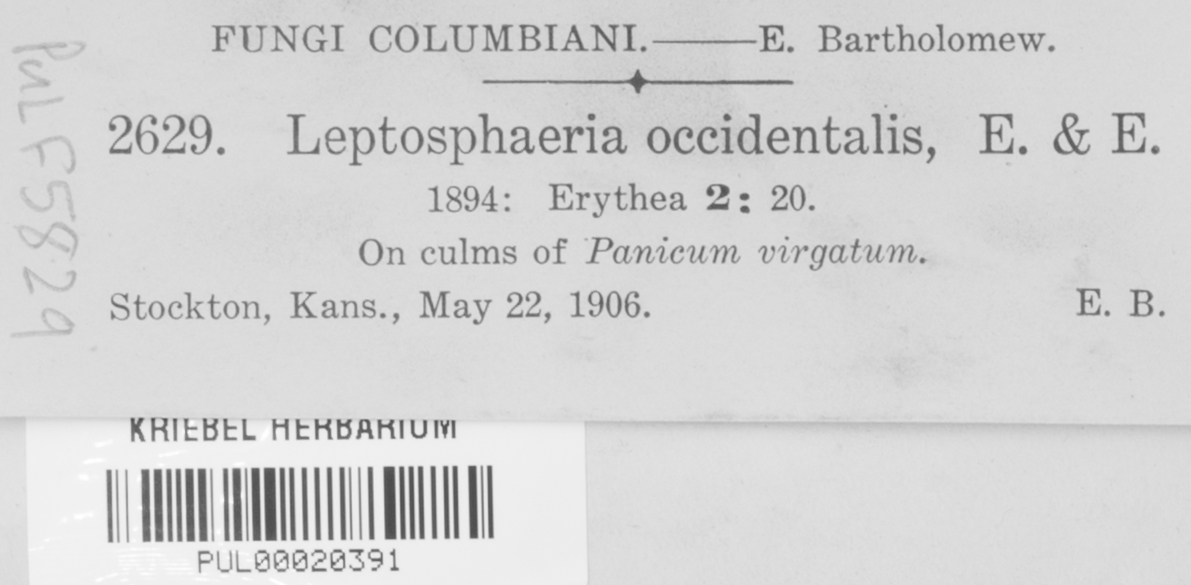 FUNGI COLUMBIANI.——E. Bartholomew.
2629. Leptosphaeria occidentalis, E. & E.
1894: Erythea 2: 20.
On culms of Panicum virgatum.
Stockton, Kans., May 22, 1906. E. B.
PUL F5829
KRIEBEL HERBARIUM
PUL00020391